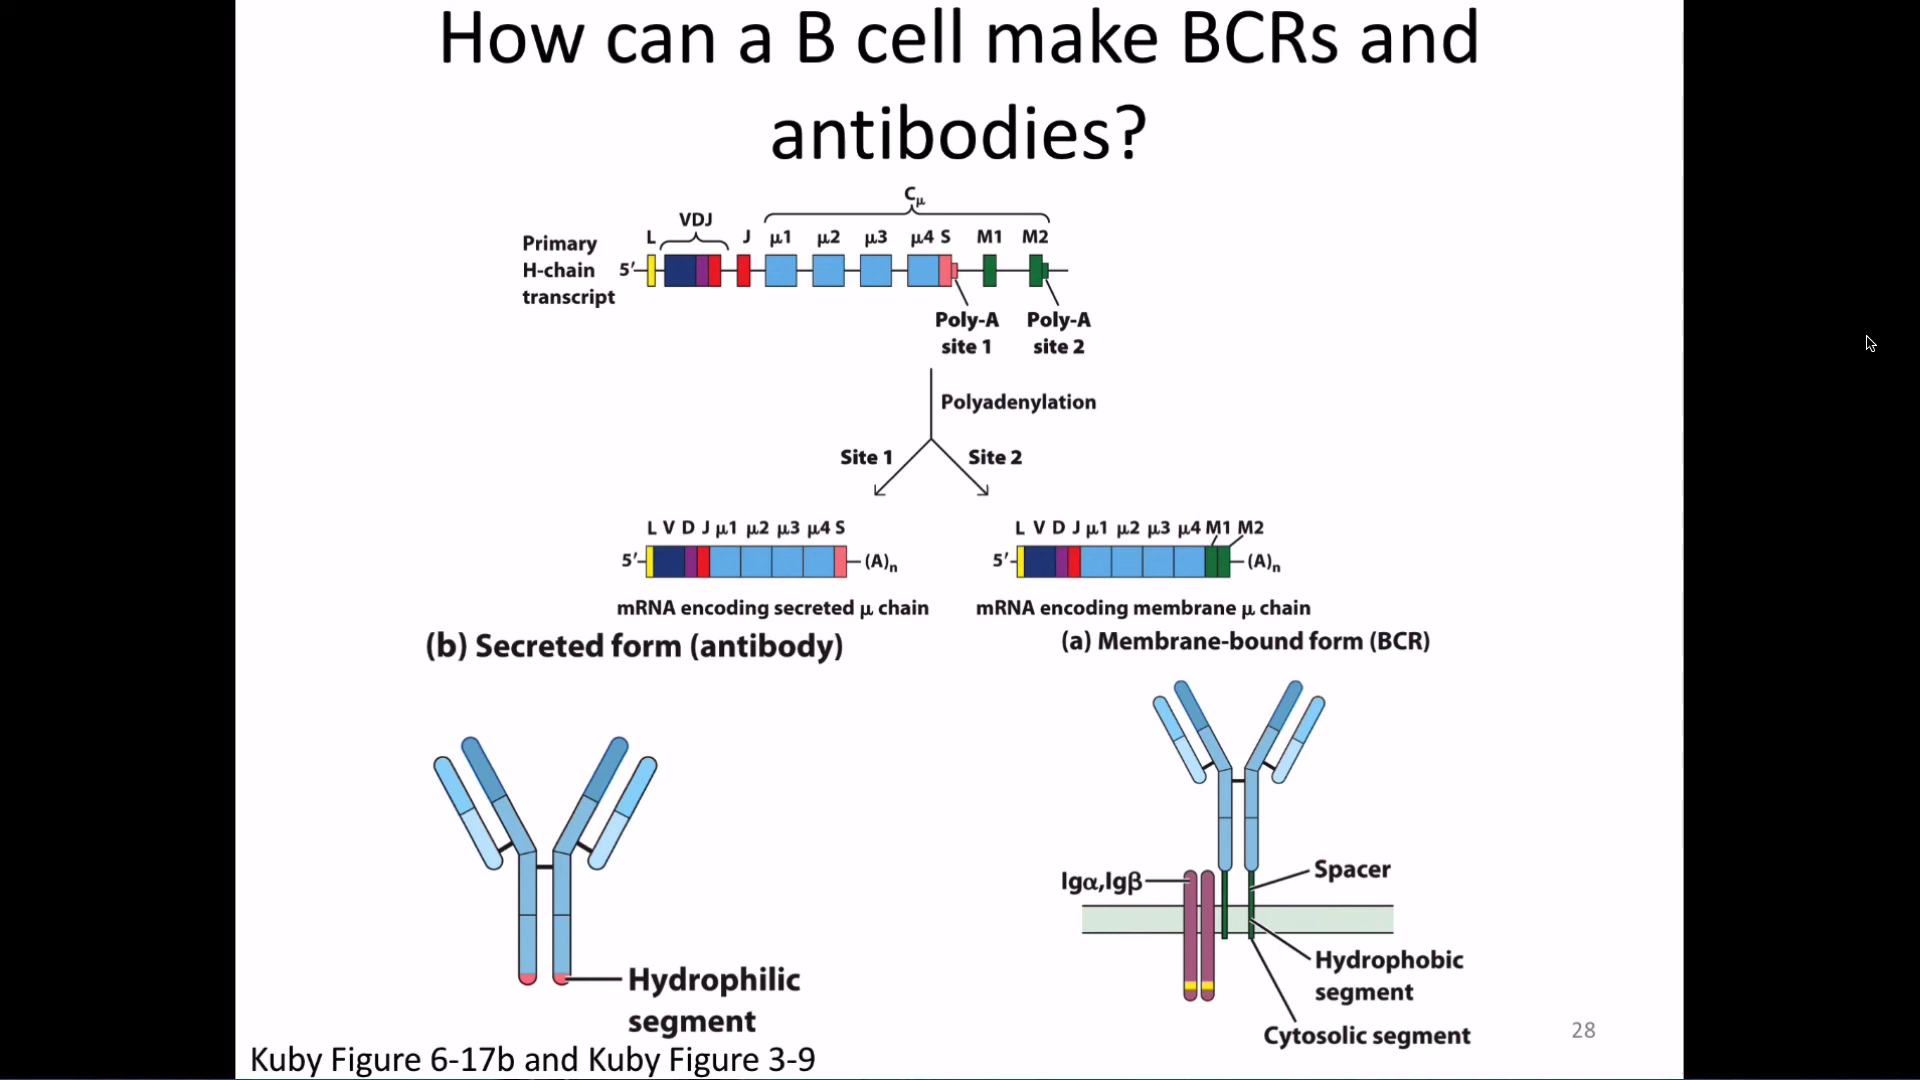 How can a B cell make BCRs and
antibodies?
Cμ
VDJ
L J μ1 μ2 μ3 μ4 S M1 M2
Primary
H-chain
transcript
5′
Poly-A
site 1
Poly-A
site 2
Polyadenylation
Site 1
Site 2
L V D J μ1 μ2 μ3 μ4 S
5′ (A)n
mRNA encoding secreted μ chain
L V D J μ1 μ2 μ3 μ4 M1 M2
5′ (A)n
mRNA encoding membrane μ chain
(b) Secreted form (antibody)
(a) Membrane-bound form (BCR)
Hydrophilic
segment
Igα,Igβ
Spacer
Hydrophobic
segment
Cytosolic segment
28
Kuby Figure 6-17b and Kuby Figure 3-9